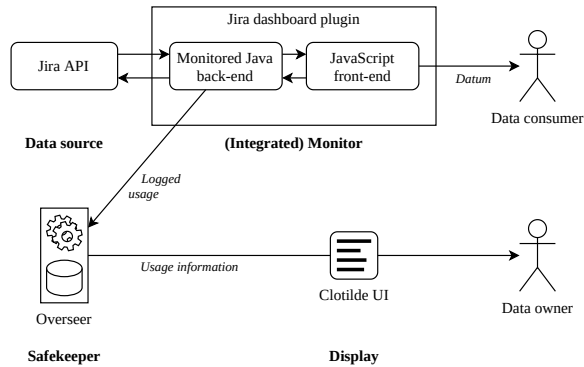 Jira dashboard plugin
Jira API
Monitored Java
back-end
JavaScript
front-end
Datum
Data consumer
Data source
(Integrated) Monitor
Logged
usage
Usage information
Overseer
Clotilde UI
Data owner
Safekeeper
Display